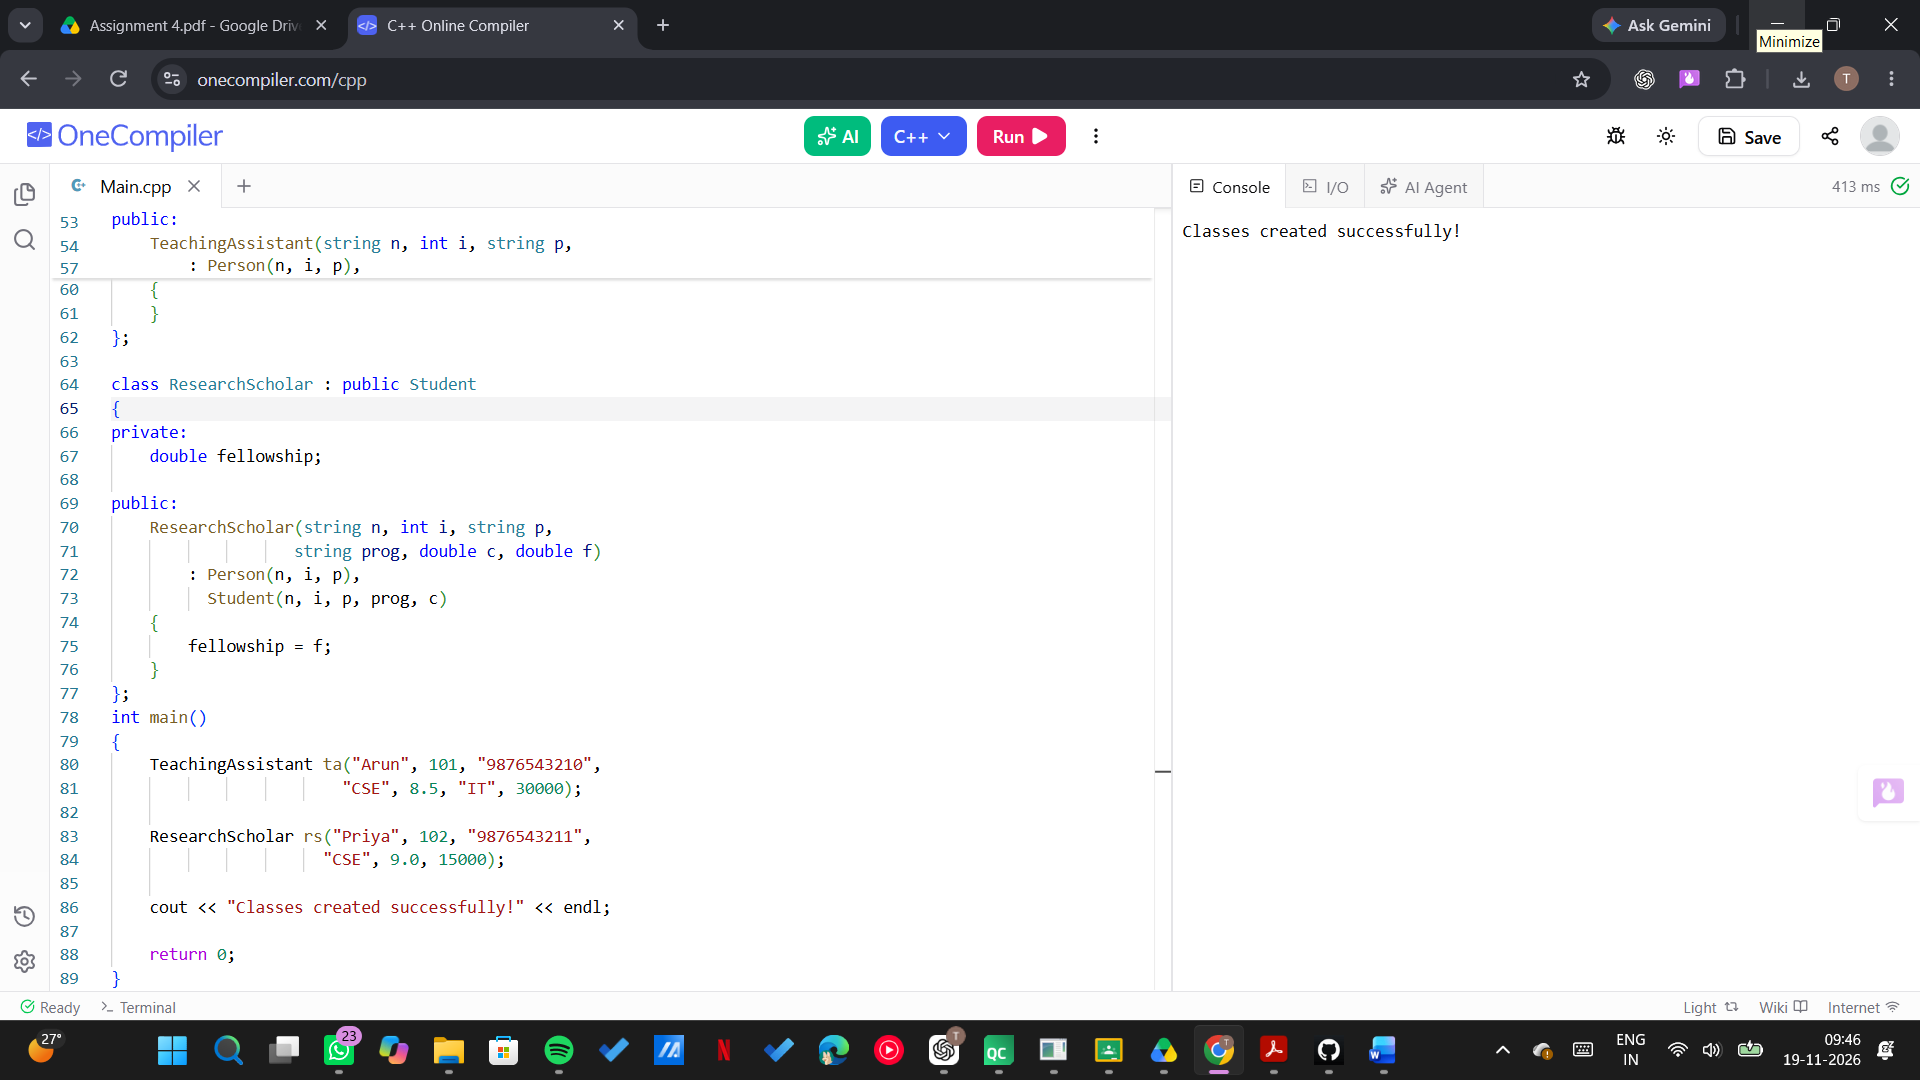 Assignment 4.pdf - Google Driv
C++ Online Compiler
Ask Gemini
Minimize
onecompiler.com/cpp
T
</> OneCompiler
AI
C++
Run
Save
Main.cpp
Console
I/O
AI Agent
413 ms
53 public:
54 TeachingAssistant(string n, int i, string p,
57 : Person(n, i, p),
60 {
61 }
62 };
63
64 class ResearchScholar : public Student
65 {
66 private:
67 double fellowship;
68
69 public:
70 ResearchScholar(string n, int i, string p,
71 string prog, double c, double f)
72 : Person(n, i, p),
73 Student(n, i, p, prog, c)
74 {
75 fellowship = f;
76 }
77 };
78 int main()
79 {
80 TeachingAssistant ta("Arun", 101, "9876543210",
81 "CSE", 8.5, "IT", 30000);
82
83 ResearchScholar rs("Priya", 102, "9876543211",
84 "CSE", 9.0, 15000);
85
86 cout << "Classes created successfully!" << endl;
87
88 return 0;
89 }
Classes created successfully!
Ready
Terminal
Light
Wiki
Internet
27°
23
T
QC
T
ENG
IN
09:46
19-11-2026